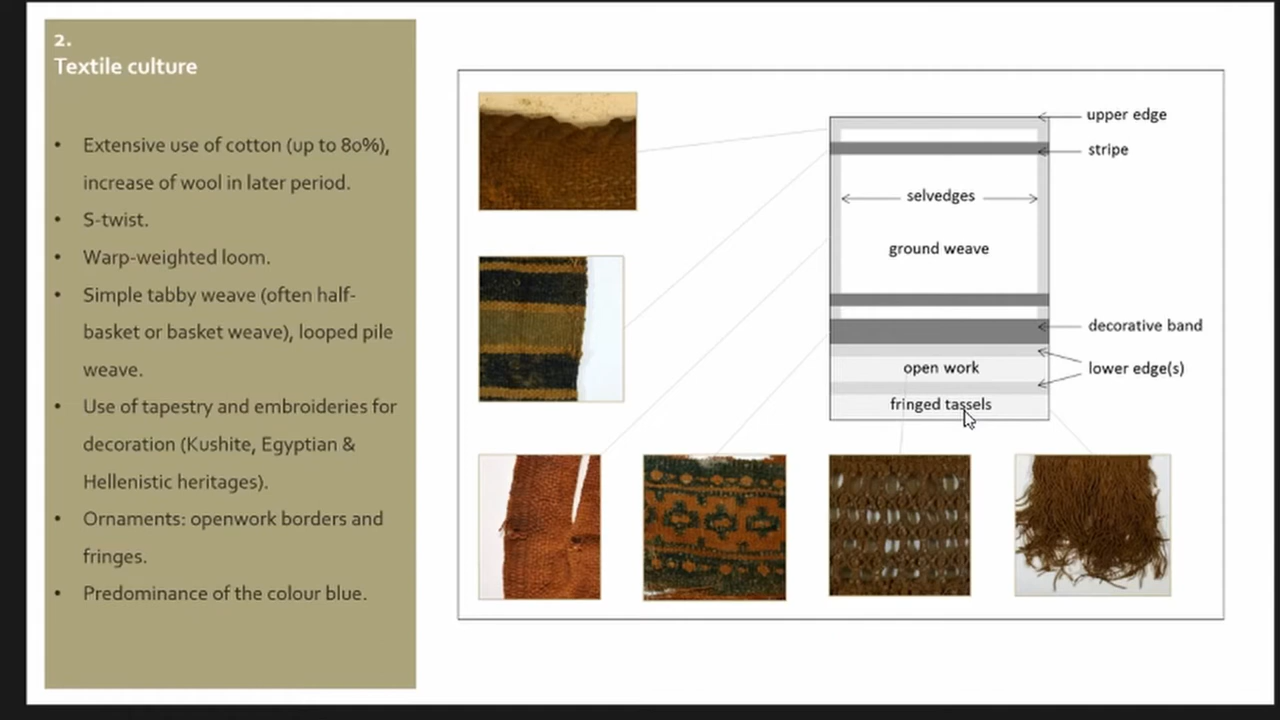 2.
Textile culture
• Extensive use of cotton (up to 80%),
increase of wool in later period.
• S-twist.
• Warp-weighted loom.
• Simple tabby weave (often half-
basket or basket weave), looped pile
weave.
• Use of tapestry and embroideries for
decoration (Kushite, Egyptian &
Hellenistic heritages).
• Ornaments: openwork borders and
fringes.
• Predominance of the colour blue.
upper edge
stripe
selvedges
ground weave
decorative band
open work
lower edge(s)
fringed tassels